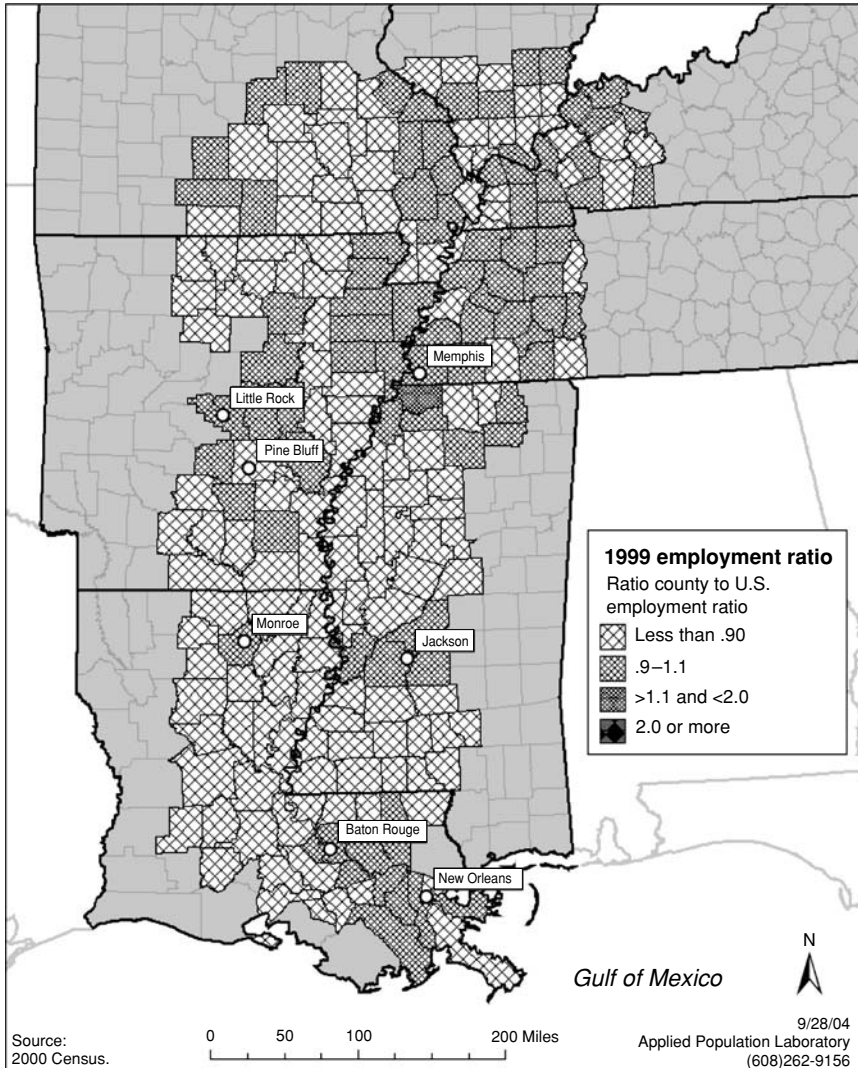 Memphis
Little Rock
Pine Bluff
1999 employment ratio
Ratio county to U.S.
employment ratio
Less than .90
.9–1.1
>1.1 and <2.0
2.0 or more
Monroe
Jackson
Baton Rouge
New Orleans
N
Gulf of Mexico
Source:
2000 Census.
0 50 100 200 Miles
9/28/04
Applied Population Laboratory
(608)262-9156